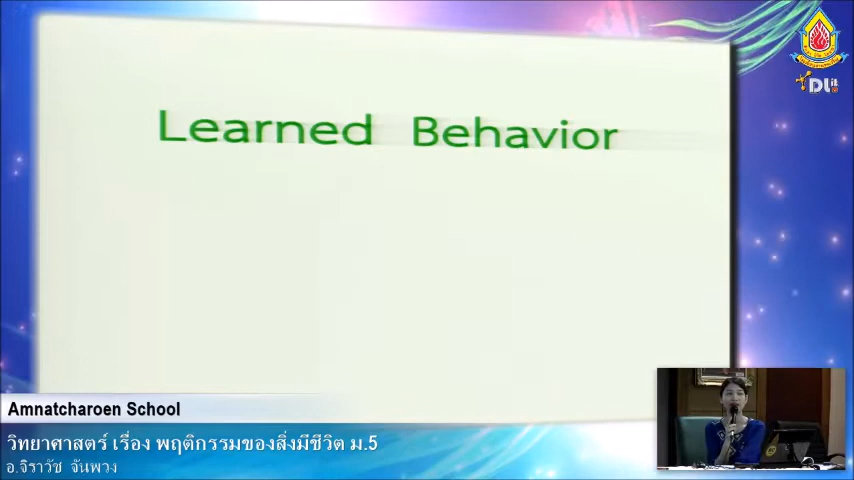 Learned Behavior
DLit
Amnatcharoen School
วิทยาศาสตร์ เรื่อง พฤติกรรมของสิ่งมีชีวิต ม.5
อ.จิราวัช จันพวง